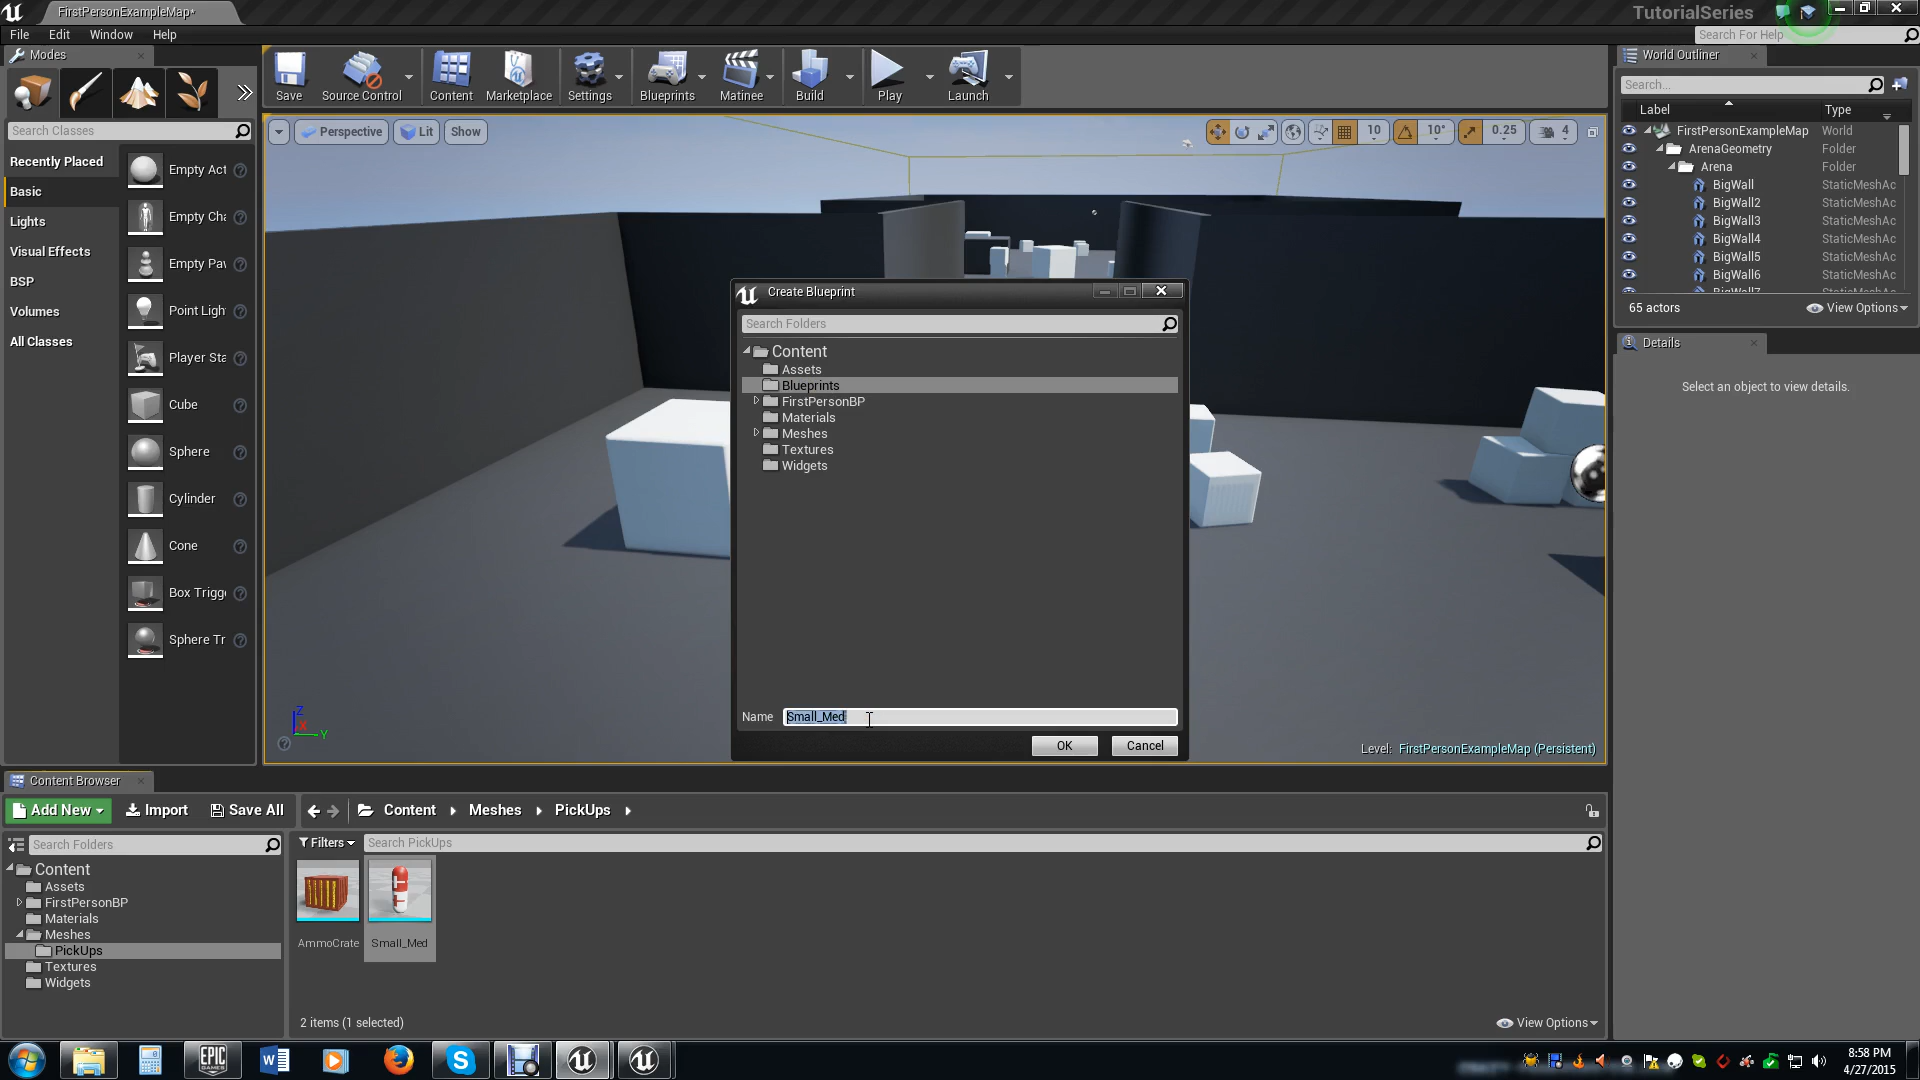 FirstPersonExampleMap*
TutorialSeries
File Edit Window Help
Search For Help
Modes
Save Source Control Content Marketplace Settings Blueprints Matinee Build Play Launch
World Outliner
Search...
Label Type
Search Classes
Perspective Lit Show
10 10° 0.25 4
Recently Placed
Basic
Lights
Visual Effects
BSP
Volumes
All Classes
Empty Act
Empty Cha
Empty Pav
Point Ligh
Player Sta
Cube
Sphere
Cylinder
Cone
Box Trigge
Sphere Tr
FirstPersonExampleMap World
ArenaGeometry Folder
Arena Folder
BigWall StaticMeshAc
BigWall2 StaticMeshAc
BigWall3 StaticMeshAc
BigWall4 StaticMeshAc
BigWall5 StaticMeshAc
BigWall6 StaticMeshAc
65 actors View Options
Details
Select an object to view details.
Create Blueprint
Search Folders
Content
Assets
Blueprints
FirstPersonBP
Materials
Meshes
Textures
Widgets
Name Small_Med
OK Cancel
Z
X
Y
Level: FirstPersonExampleMap (Persistent)
Content Browser
Add New Import Save All Content Meshes PickUps
Search Folders
Filters Search PickUps
Content
Assets
FirstPersonBP
Materials
Meshes
PickUps
Textures
Widgets
AmmoCrate Small_Med
2 items (1 selected) View Options
EPIC
GAMES
8:58 PM
4/27/2015